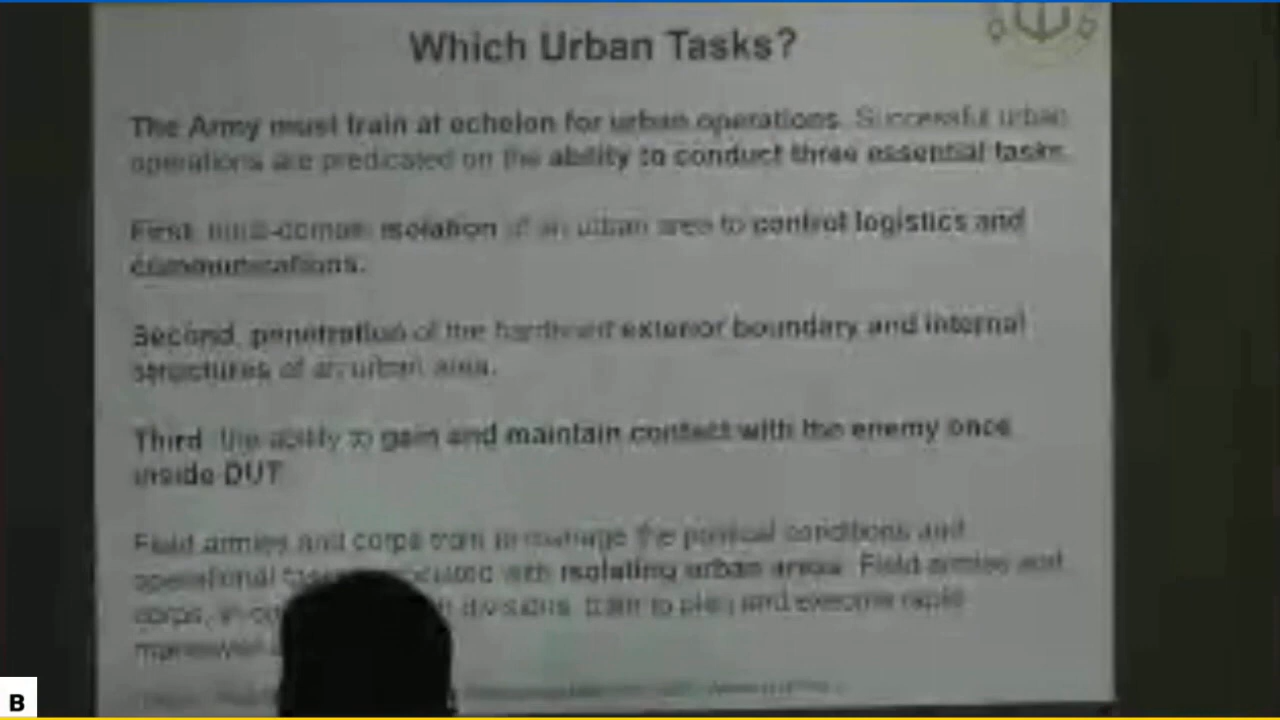 Which Urban Tasks?
The Army must train at echelon for urban operations. Successful urban
operations are predicated on the ability to conduct three essential tasks.
First, multi-domain isolation of an urban area to control logistics and
communications.
Second, penetration of the exterior boundary and internal
structures of an urban area.
Third, the ability to gain and maintain contact with the enemy once
inside DUT
Field armies and corps train to manage the political conditions and
operational with isolating urban areas. Field armies and
corps, divisions, train to plan and execute rapid
B